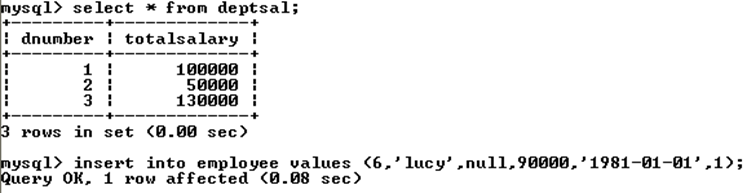 mysql> select * from deptsal;
+---------+-------------+
| dnumber | totalsalary |
+---------+-------------+
|       1 |      100000 |
|       2 |       50000 |
|       3 |      130000 |
+---------+-------------+
3 rows in set (0.00 sec)
mysql> insert into employee values (6,'lucy',null,90000,'1981-01-01',1);
Query OK, 1 row affected (0.08 sec)